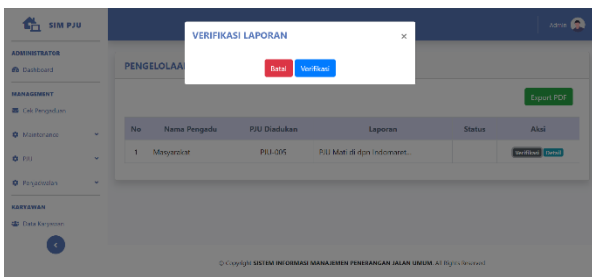 SIM PJU
VERIFIKASI LAPORAN ×
Admin
ADMINISTRATOR
Dashboard
PENGELOLAA
Batal Verifikasi
MANAGEMENT
Cek Pengaduan
Export PDF
Maintenance
No Nama Pengadu PJU Diadukan Laporan Status Aksi
PJU
1 Masyarakat PJU-005 PJU Mati di dpn Indomaret... Verifikasi Detail
Penjadwalan
KARYAWAN
Data Karyawan
© Copyright SISTEM INFORMASI MANAJEMEN PENERANGAN JALAN UMUM. All Rights Reserved.